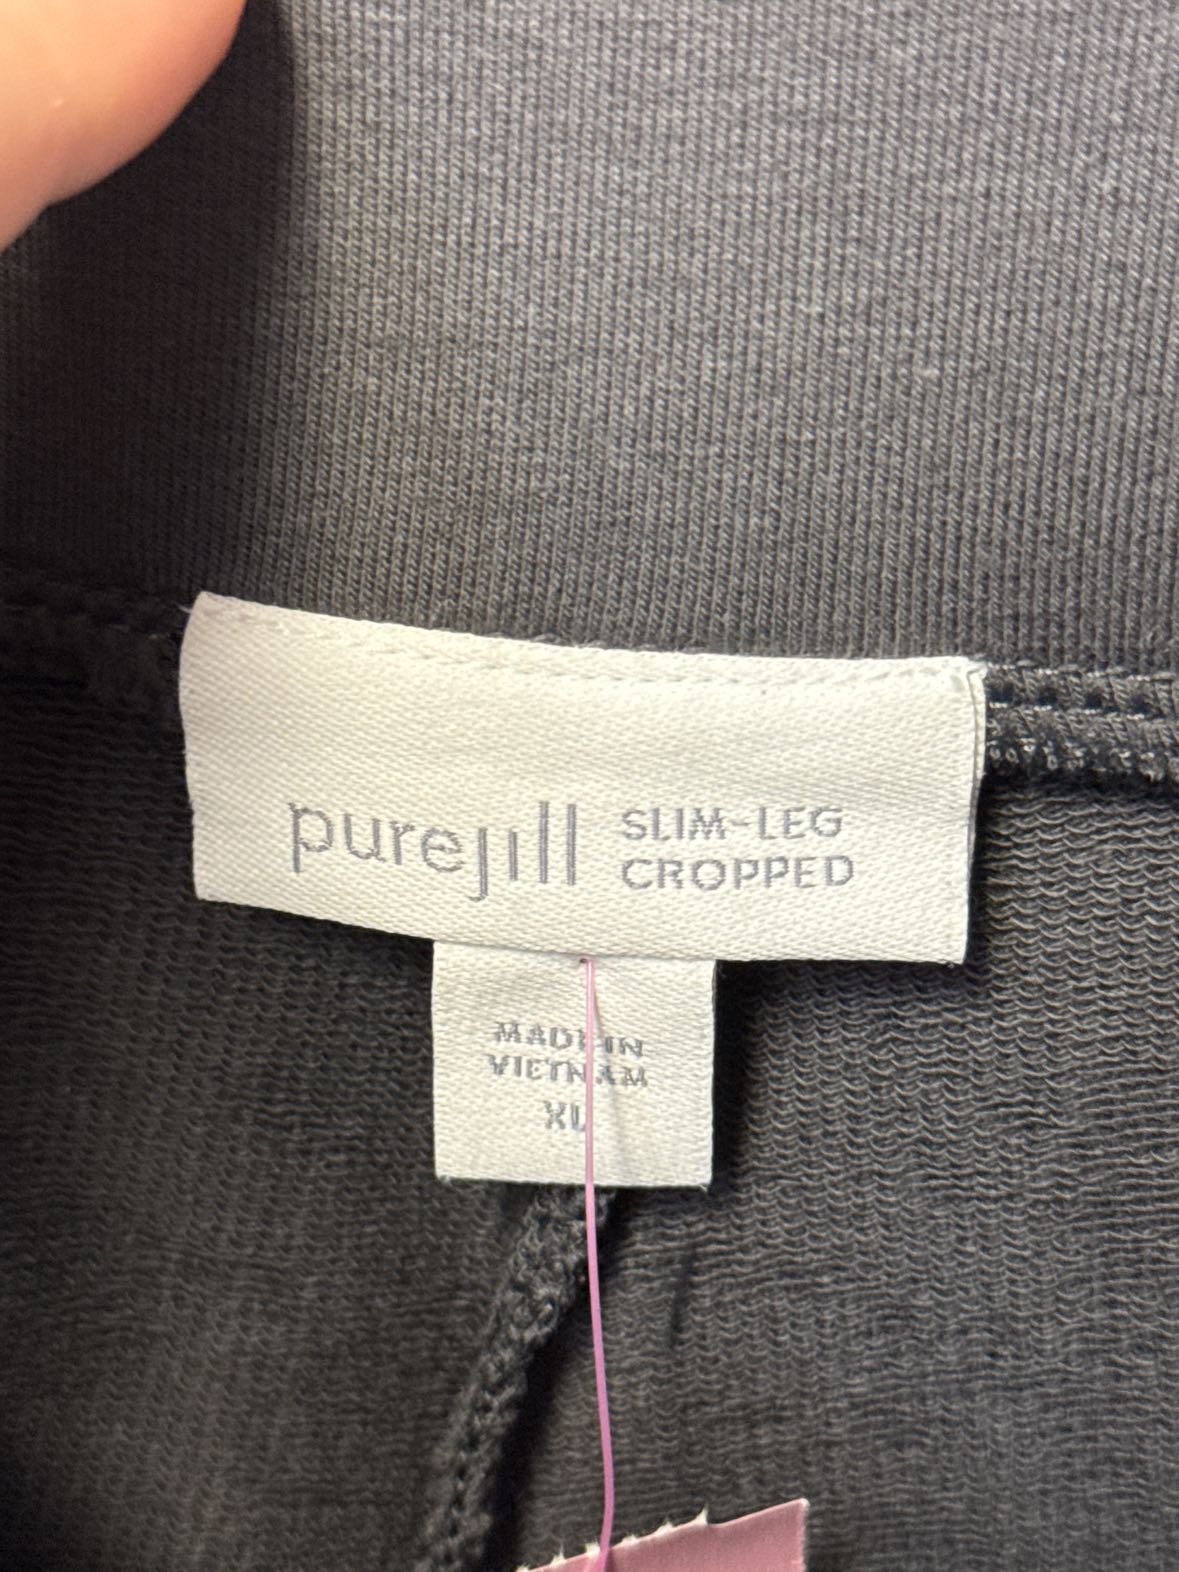 purejill SLIM-LEG
CROPPED
MADE IN
VIETNAM
XL